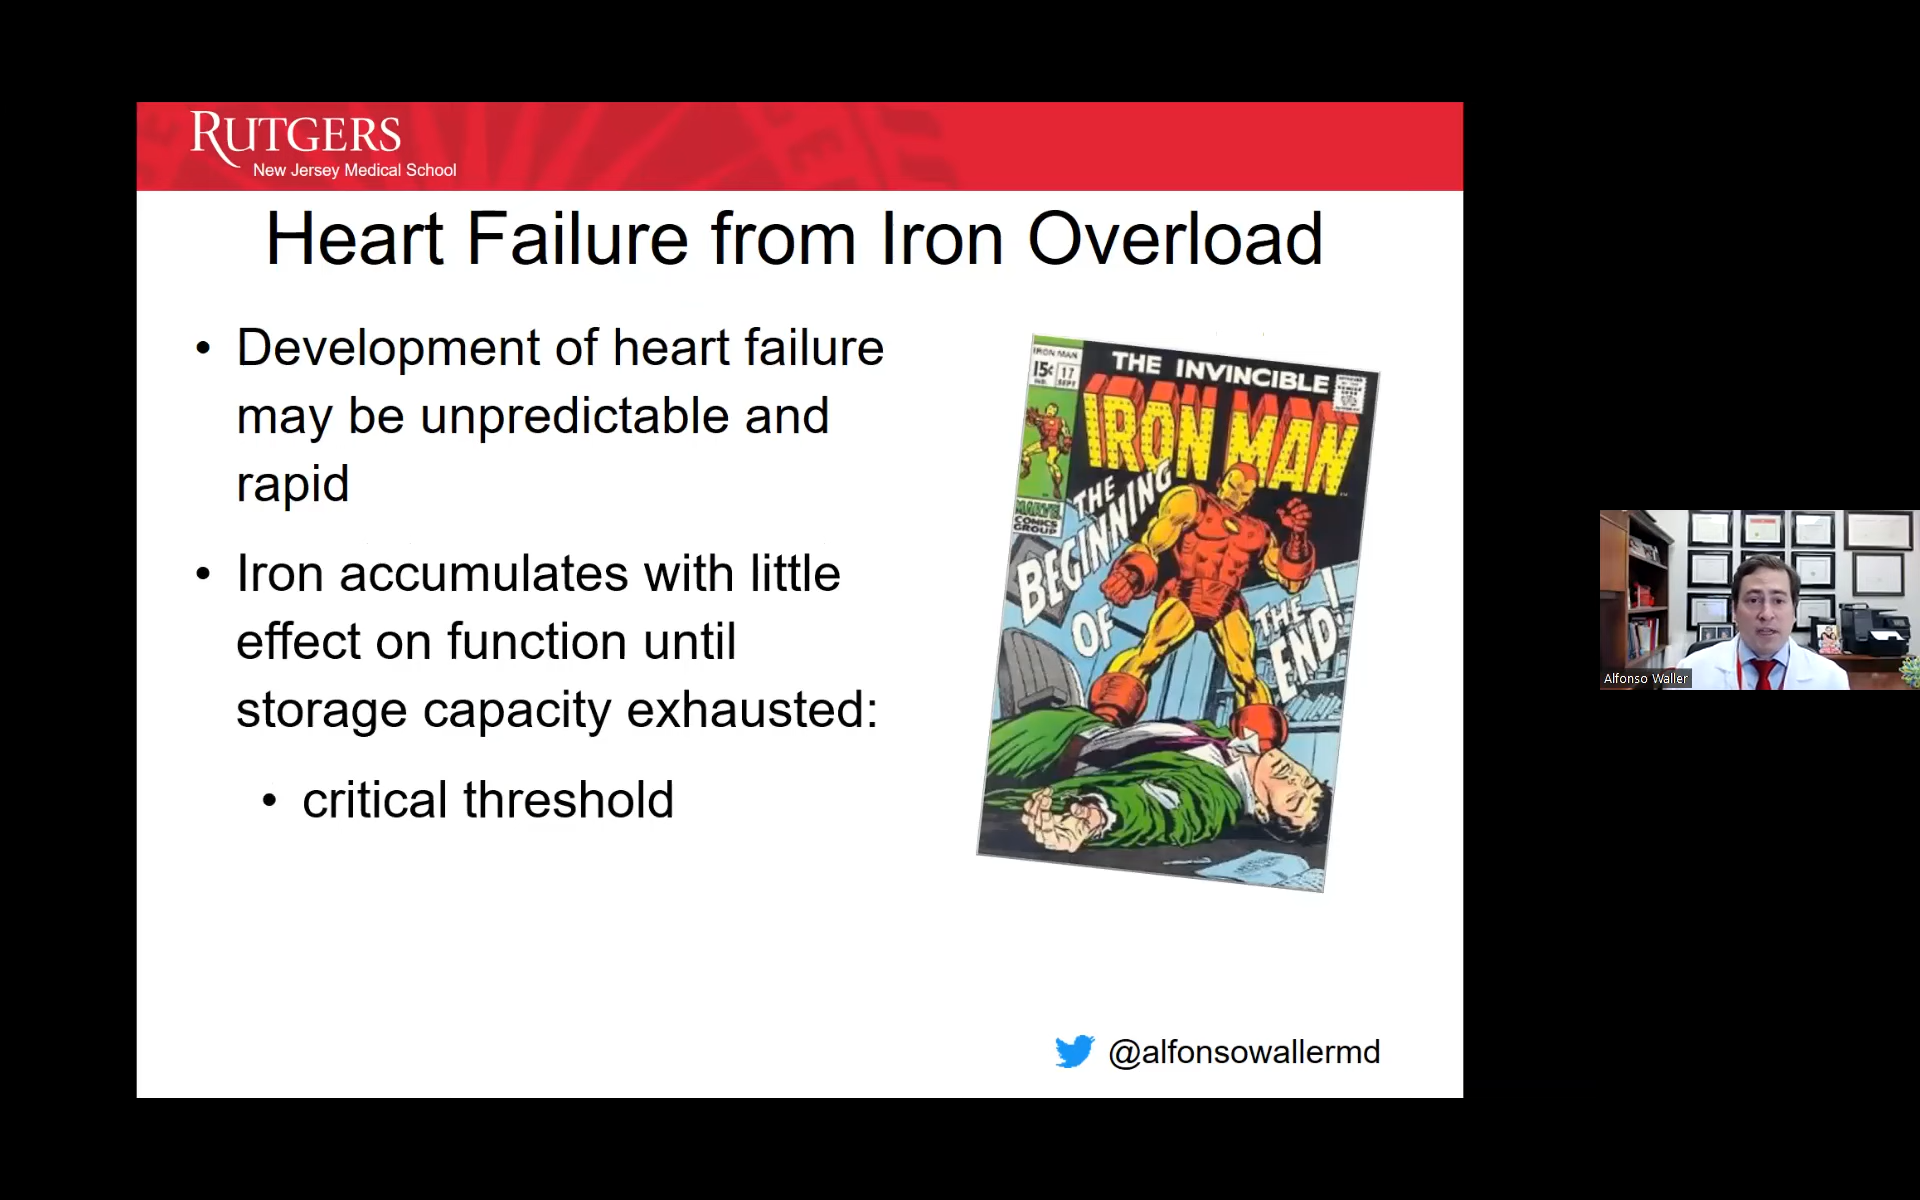 RUTGERS
New Jersey Medical School
Heart Failure from Iron Overload
• Development of heart failure
may be unpredictable and
rapid
• Iron accumulates with little
effect on function until
storage capacity exhausted:
• critical threshold
IRON MAN
15¢
NO.
17
SEPT
THE INVINCIBLE
IRON MAN
MARVEL
COMICS
GROUP
THE
BEGINNING
OF
THE
END!
@alfonsowallermd
Alfonso Waller